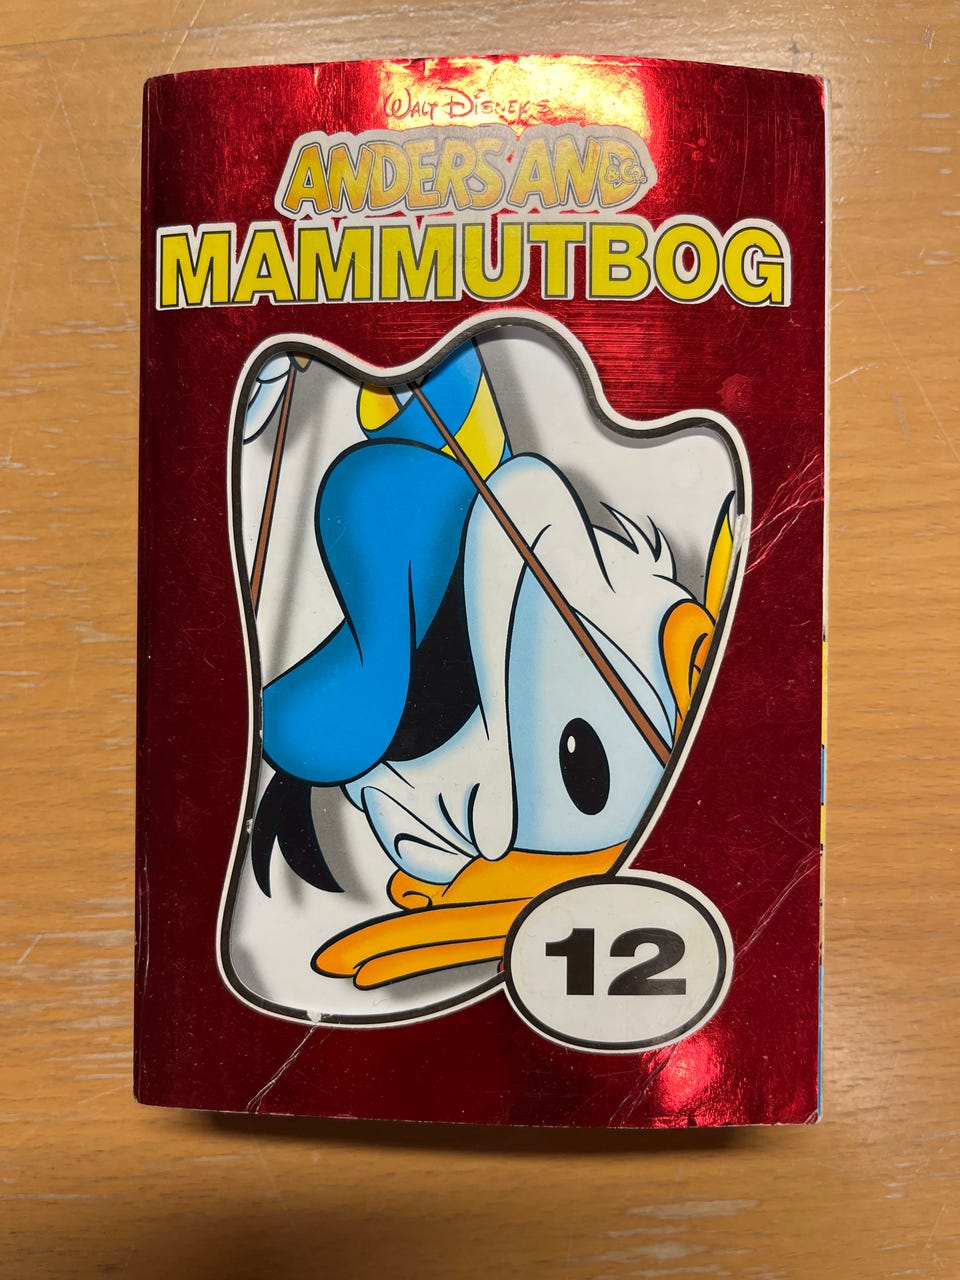 WALT DISNEY'S
ANDERS AND &Co.
MAMMUTBOG
12